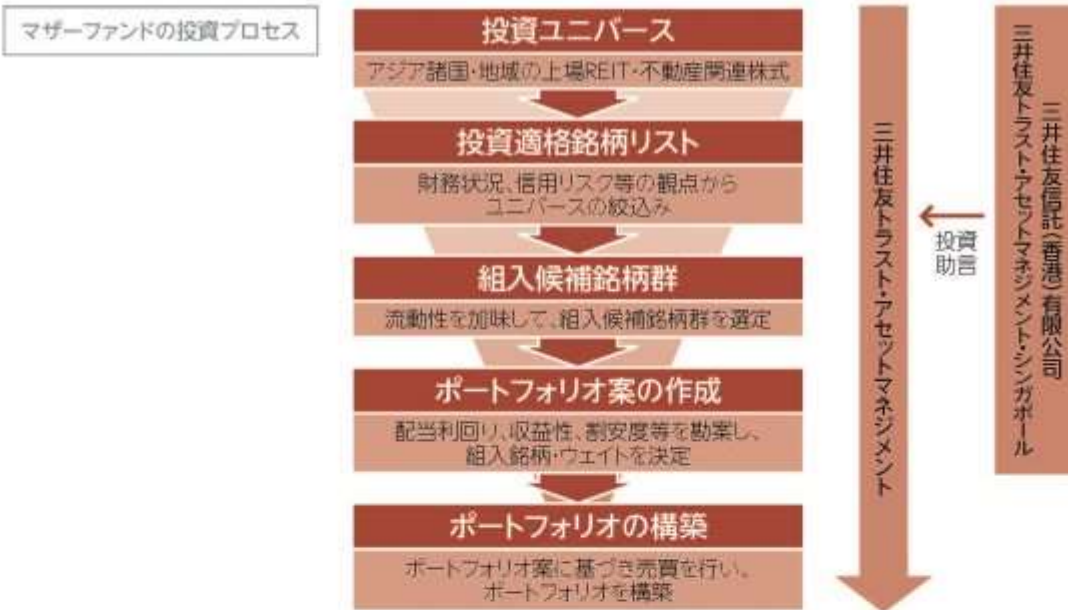 マザーファンドの投資プロセス
投資ユニバース
アジア諸国・地域の上場REIT・不動産関連株式
投資適格銘柄リスト
財務状況、信用リスク等の観点から
ユニバースの絞込み
組入候補銘柄群
流動性を加味して、組入候補銘柄群を選定
ポートフォリオ案の作成
配当利回り、収益性、割安度等を勘案し、
組入銘柄・ウェイトを決定
ポートフォリオの構築
ポートフォリオ案に基づき売買を行い、
ポートフォリオを構築
三井住友トラスト・アセットマネジメント
投資
助言
三井住友信託(香港)有限公司
三井住友トラスト・アセットマネジメント・シンガポール